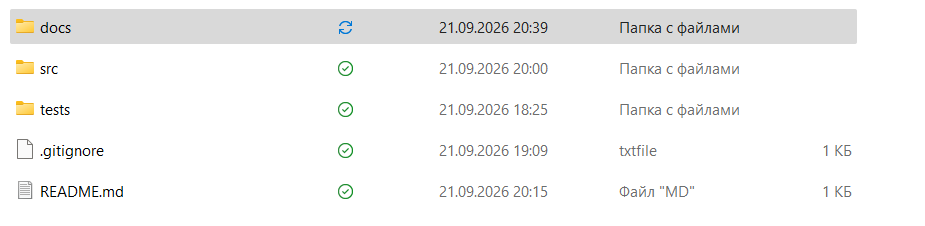 docs 21.09.2026 20:39 Папка с файлами
src 21.09.2026 20:00 Папка с файлами
tests 21.09.2026 18:25 Папка с файлами
.gitignore 21.09.2026 19:09 txtfile 1 КБ
README.md 21.09.2026 20:15 Файл "MD" 1 КБ